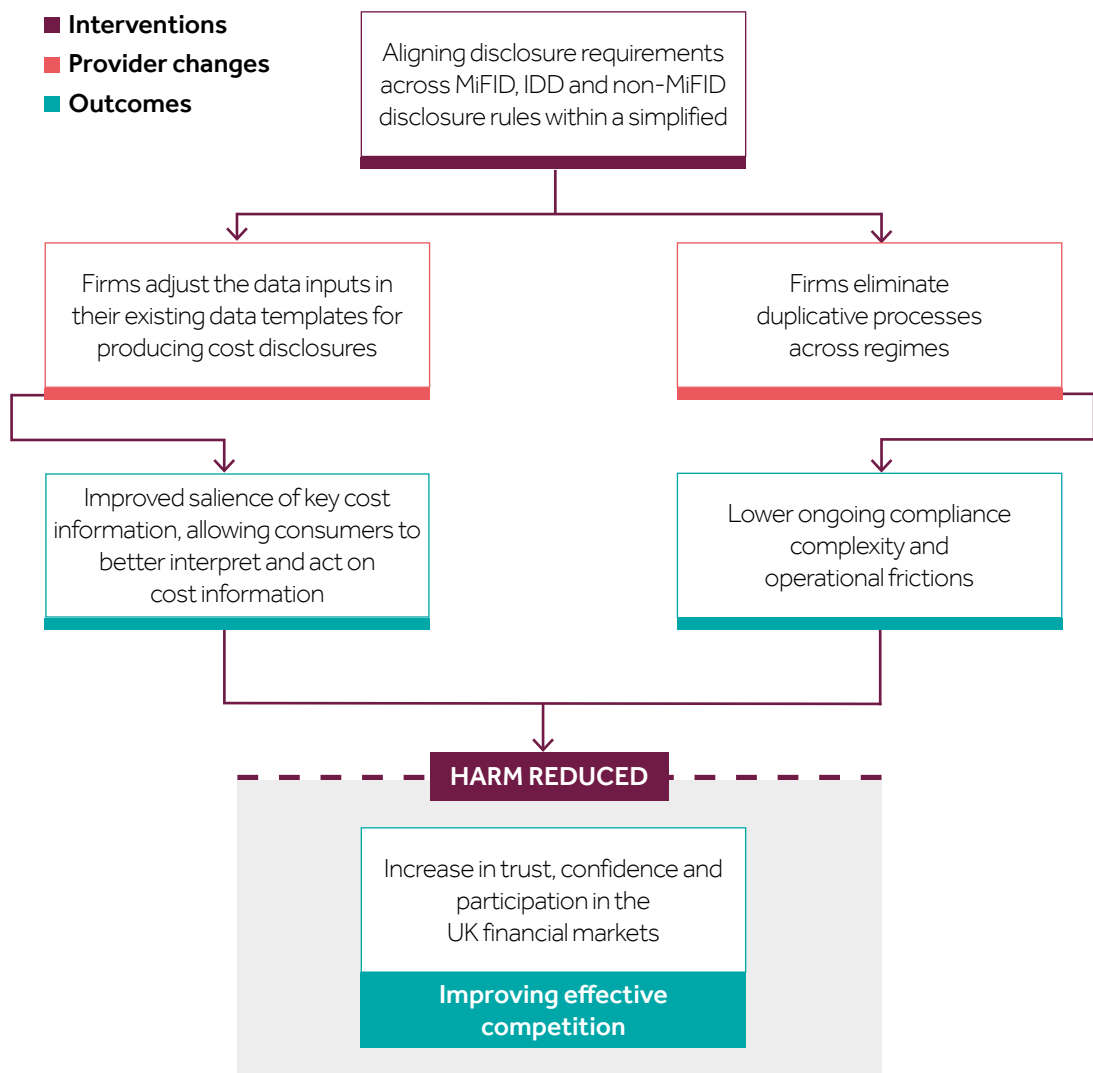 Interventions
Provider changes
Outcomes
Aligning disclosure requirements
across MiFID, IDD and non-MiFID
disclosure rules within a simplified
Firms adjust the data inputs in
their existing data templates for
producing cost disclosures
Firms eliminate
duplicative processes
across regimes
Improved salience of key cost
information, allowing consumers to
better interpret and act on
cost information
Lower ongoing compliance
complexity and
operational frictions
HARM REDUCED
Increase in trust, confidence and
participation in the
UK financial markets
Improving effective
competition